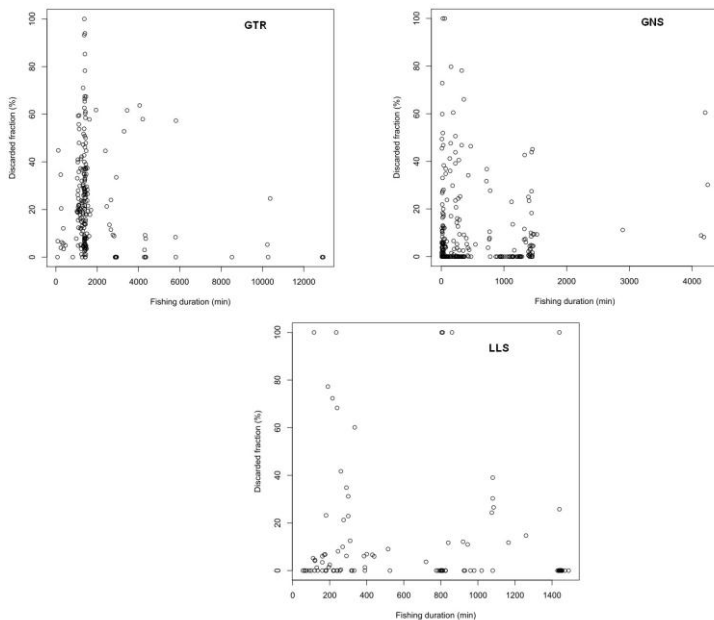 GTR
Discarded fraction (%)
100
80
60
40
20
0
0 2000 4000 6000 8000 10000 12000
Fishing duration (min)
GNS
Discarded fraction (%)
100
80
60
40
20
0
0 1000 2000 3000 4000
Fishing duration (min)
LLS
Discarded fraction (%)
100
80
60
40
20
0
0 200 400 600 800 1000 1200 1400
Fishing duration (min)